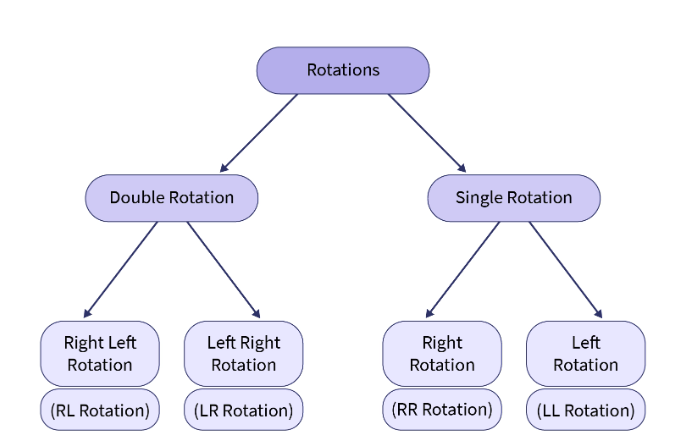 Rotations
Double Rotation
Single Rotation
Right Left
Rotation
(RL Rotation)
Left Right
Rotation
(LR Rotation)
Right
Rotation
(RR Rotation)
Left
Rotation
(LL Rotation)